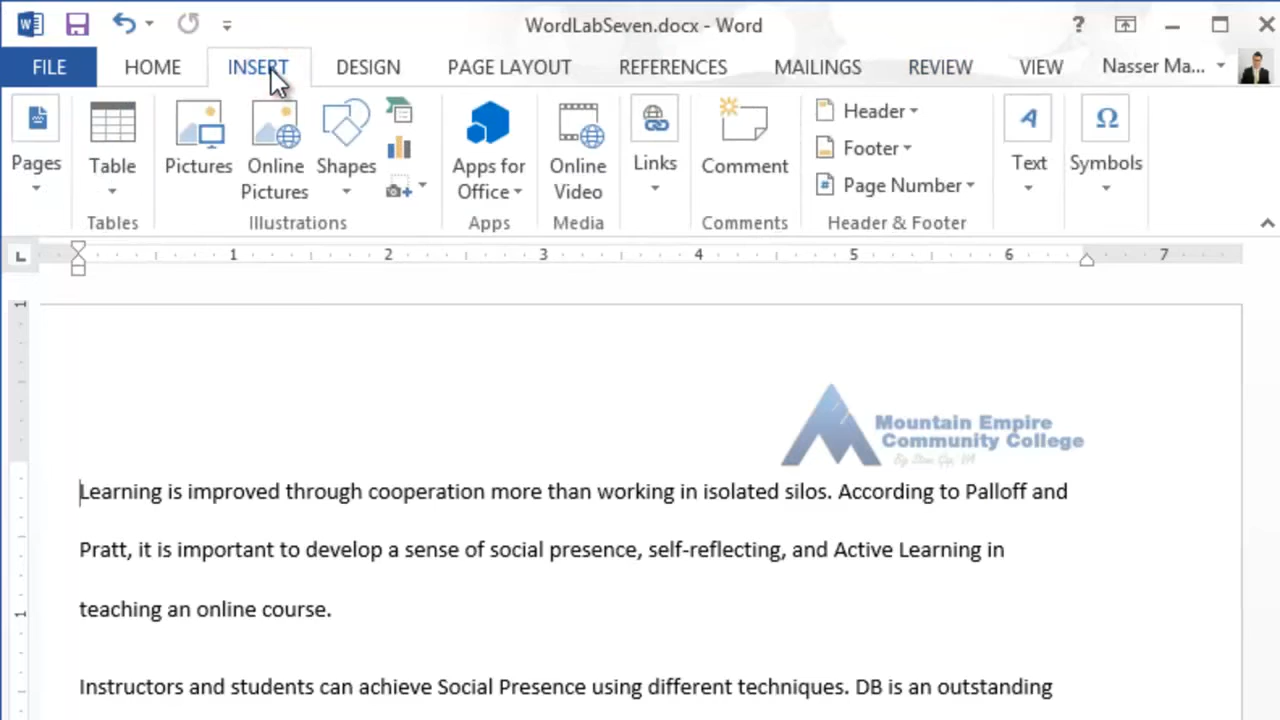 WordLabSeven.docx - Word
FILE HOME INSERT DESIGN PAGE LAYOUT REFERENCES MAILINGS REVIEW VIEW Nasser Ma...
Pages
Table
Pictures
Online Pictures
Shapes
Apps for Office
Online Video
Links
Comment
Header
Footer
Page Number
Text
Symbols
Tables Illustrations Apps Media Comments Header & Footer
1 2 3 4 5 6 7
1
Mountain Empire
Community College
Learning is improved through cooperation more than working in isolated silos. According to Palloff and
Pratt, it is important to develop a sense of social presence, self-reflecting, and Active Learning in
teaching an online course.
1
Instructors and students can achieve Social Presence using different techniques. DB is an outstanding